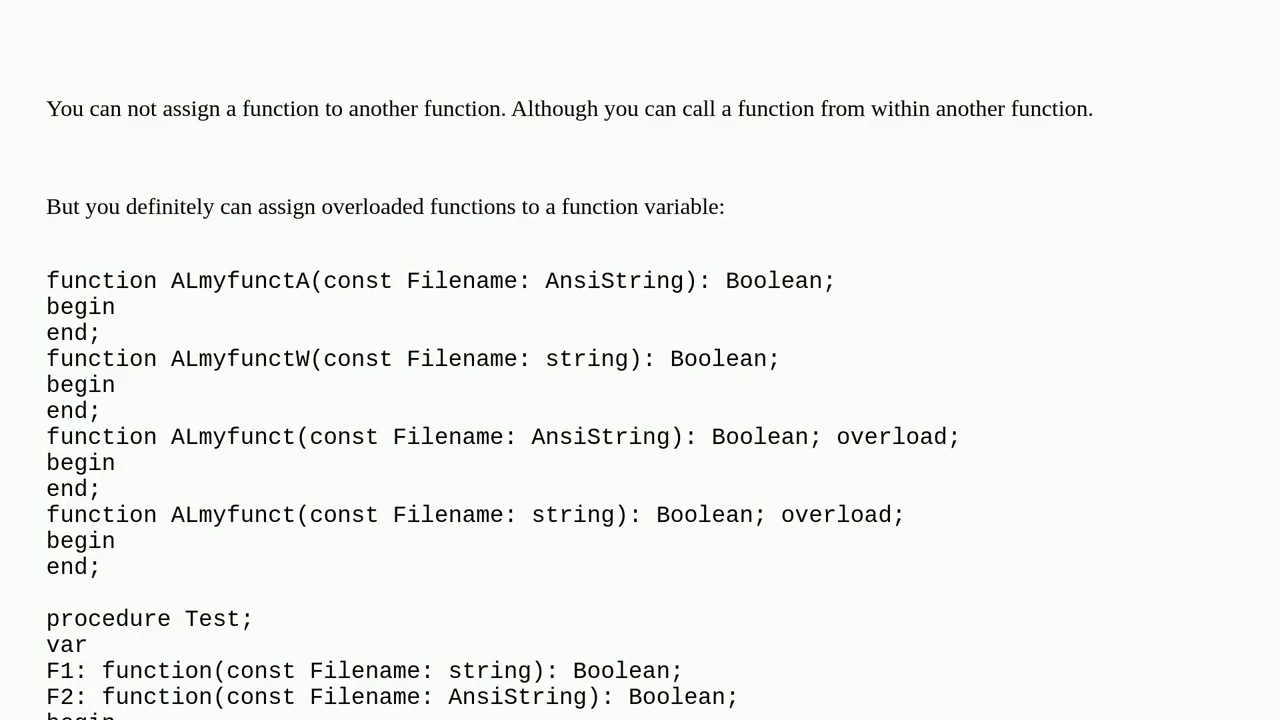 You can not assign a function to another function. Although you can call a function from within another function.
But you definitely can assign overloaded functions to a function variable:
function ALmyfunctA(const Filename: AnsiString): Boolean;
begin
end;
function ALmyfunctW(const Filename: string): Boolean;
begin
end;
function ALmyfunct(const Filename: AnsiString): Boolean; overload;
begin
end;
function ALmyfunct(const Filename: string): Boolean; overload;
begin
end;
procedure Test;
var
F1: function(const Filename: string): Boolean;
F2: function(const Filename: AnsiString): Boolean;
begin